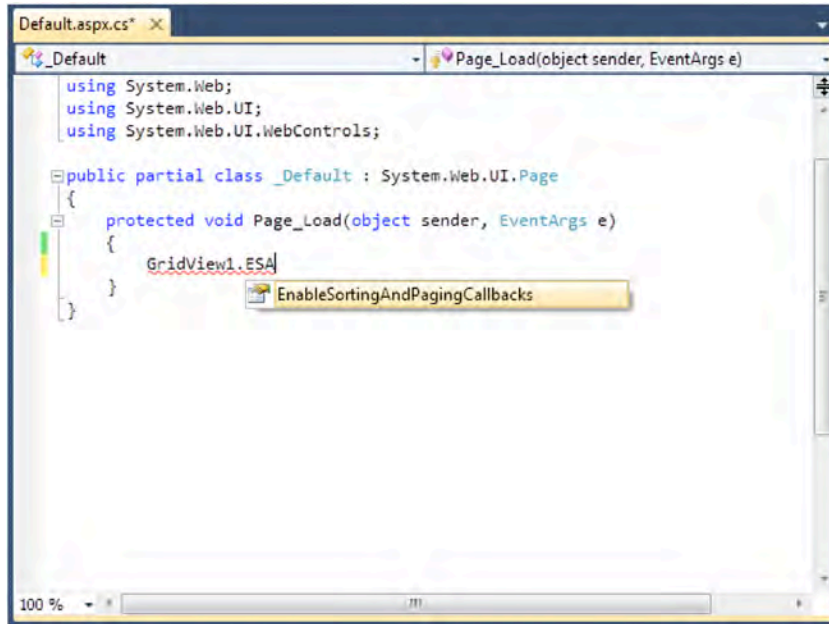 Default.aspx.cs* ×
_Default
Page_Load(object sender, EventArgs e)
using System.Web;
using System.Web.UI;
using System.Web.UI.WebControls;
public partial class _Default : System.Web.UI.Page
{
protected void Page_Load(object sender, EventArgs e)
{
GridView1.ESA
EnableSortingAndPagingCallbacks
}
}
100 %